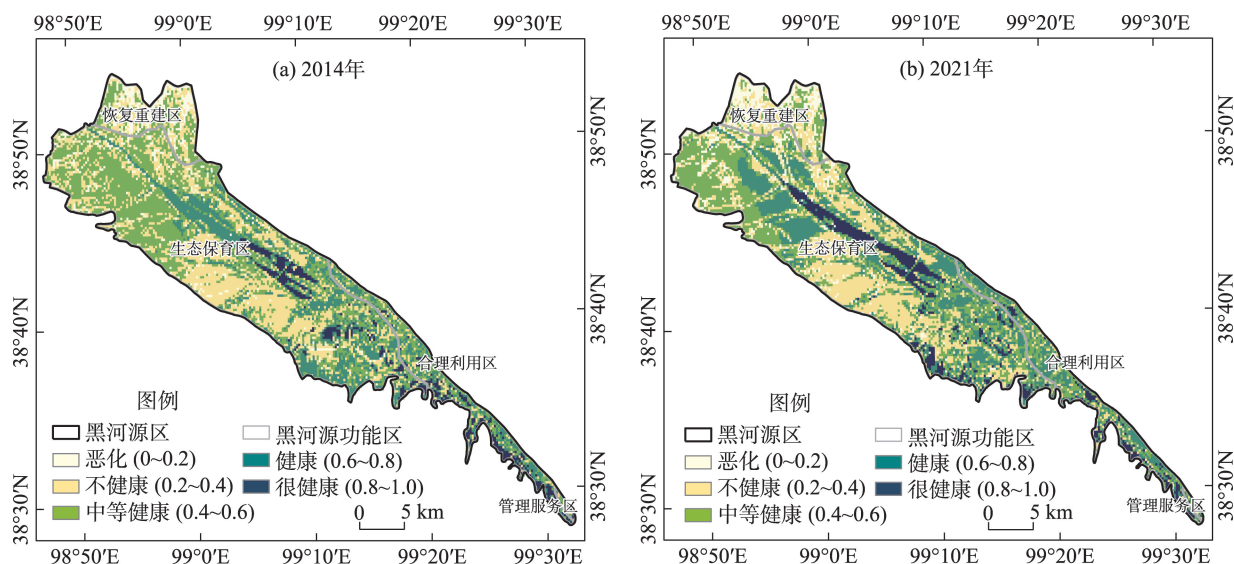 98°50′E 99°0′E 99°10′E 99°20′E 99°30′E
(a) 2014年
恢复重建区
生态保育区
合理利用区
管理服务区
38°50′N
38°40′N
38°30′N
38°50′N
38°40′N
38°30′N
图例
黑河源区
黑河源功能区
恶化 (0~0.2)
健康 (0.6~0.8)
不健康 (0.2~0.4)
很健康 (0.8~1.0)
中等健康 (0.4~0.6)
0 5 km
98°50′E 99°0′E 99°10′E 99°20′E 99°30′E
98°50′E 99°0′E 99°10′E 99°20′E 99°30′E
(b) 2021年
恢复重建区
生态保育区
合理利用区
管理服务区
38°50′N
38°40′N
38°30′N
38°50′N
38°40′N
38°30′N
图例
黑河源区
黑河源功能区
恶化 (0~0.2)
健康 (0.6~0.8)
不健康 (0.2~0.4)
很健康 (0.8~1.0)
中等健康 (0.4~0.6)
0 5 km
98°50′E 99°0′E 99°10′E 99°20′E 99°30′E